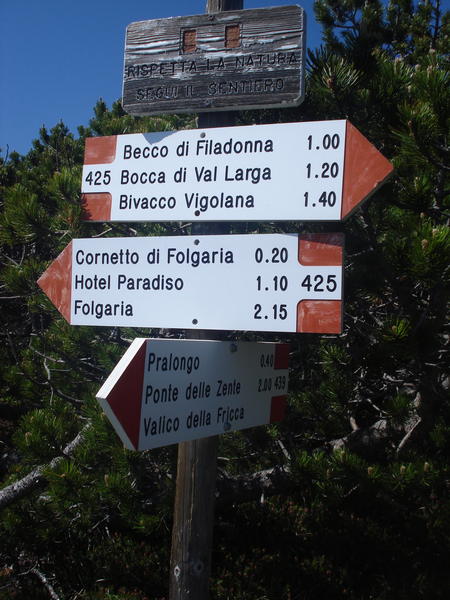 RISPETTA LA NATURA
SEGUI IL SENTIERO
Becco di Filadonna 1.00
425 Bocca di Val Larga 1.20
Bivacco Vigolana 1.40
Cornetto di Folgaria 0.20
Hotel Paradiso 1.10 425
Folgaria 2.15
Pralongo 0.40
Ponte delle Zente 2.00 439
Valico della Fricca